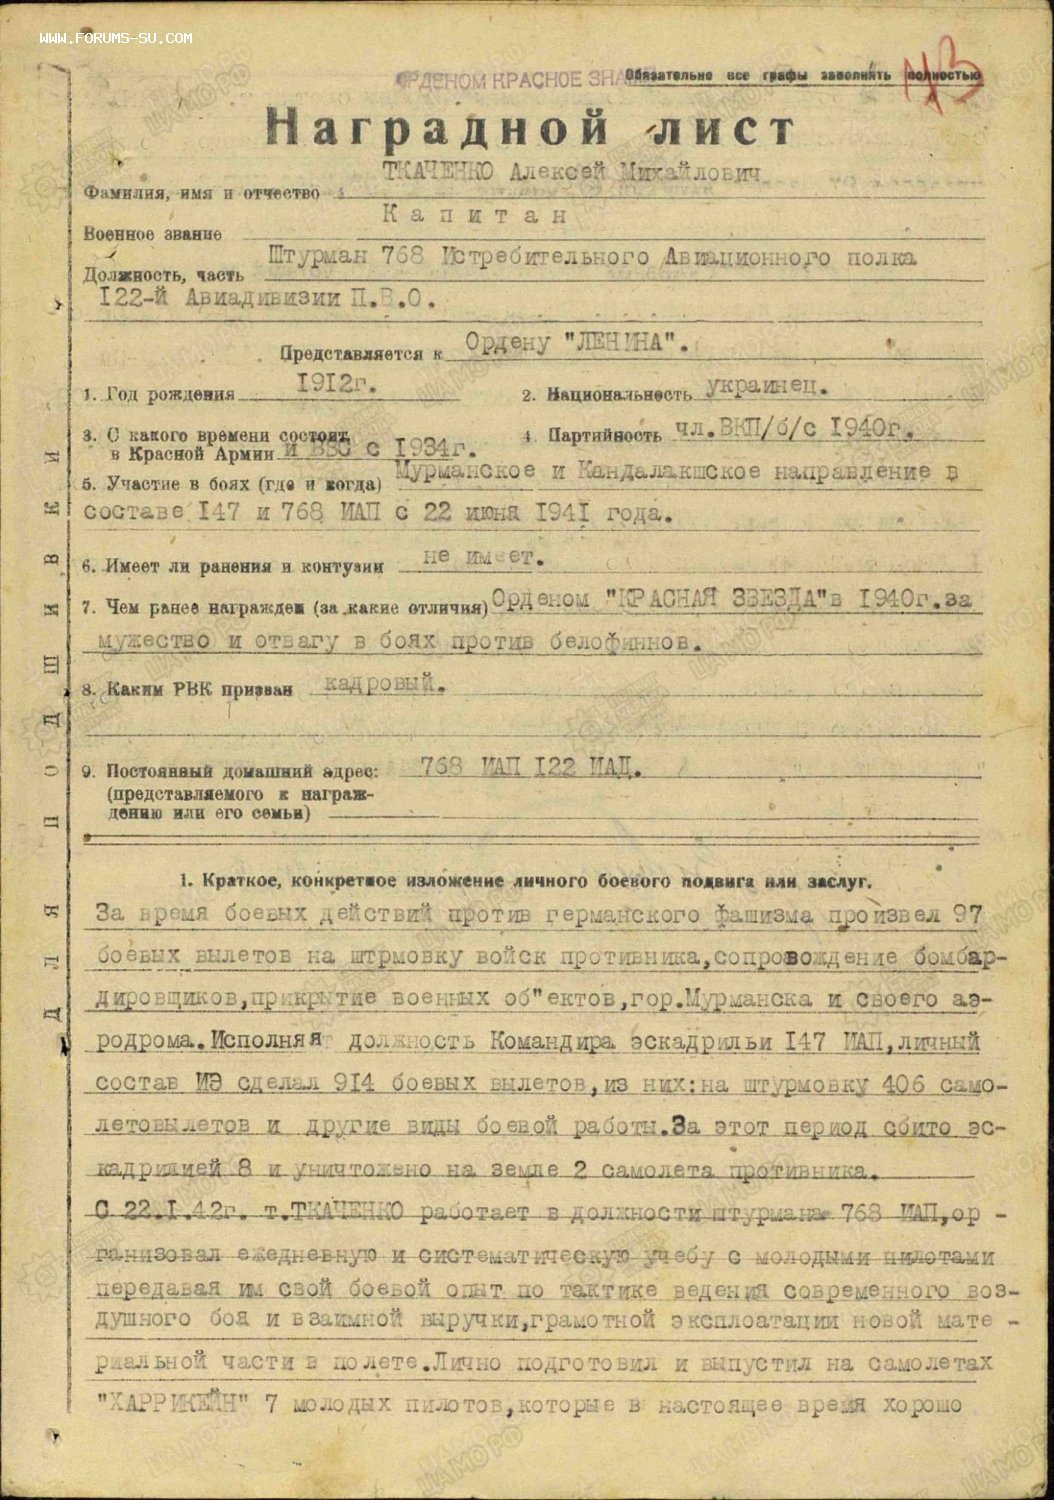 WWW.FORUMS-SU.COM
ОРДЕНОМ КРАСНОЕ
Обязательно все графы заполнять полностью
Наградной лист
ТКАЧЕНКО Алексей Михайлович
Фамилия, имя и отчество
Капитан
Военное звание
Штурман 768 Истребительного Авиационного полка
Должность, часть
122-й Авиадивизии П.В.О.
Представляется к Ордену "ЛЕНИНА".
1. Год рождения 1912г. 2. Национальность украинец.
3. С какого времени состоит 4. Партийность чл.ВКП/б/с 1940г.
в Красной Армии и ВВС с 1934г.
5. Участие в боях (где и когда) Мурманское и Кандалакшское направление в
составе 147 и 768 ИАП с 22 июня 1941 года.
6. Имеет ли ранения и контузии не имеет.
7. Чем ранее награжден (за какие отличия) Орденом "КРАСНАЯ ЗВЕЗДА"в 1940г.за
мужество и отвагу в боях против белофиннов.
8. Каким РВК призван кадровый.
9. Постоянный домашний адрес: 768 ИАП 122 ИАД.
(представляемого к награж-
дению или его семьи)
1. Краткое, конкретное изложение личного боевого подвига или заслуг.
За время боевых действий против германского фашизма произвел 97
боевых вылетов на штрмовку войск противника,сопровождение бомбар-
дировщиков,прикрытие военных об"ектов,гор.Мурманска и своего аэ-
родрома.Исполняя должность Командира эскадрильи 147 ИАП,личный
состав ИЭ сделал 914 боевых вылетов,из них:на штурмовку 406 само-
летовылетов и другие виды боевой работы.За этот период сбито эс-
кадрилией 8 и уничтожено на земле 2 самолета противника.
С 22.I.42г. т.ТКАЧЕНКО работает в должности штурмана 768 ИАП,ор -
ганизовал ежедневную и систематическую учебу с молодыми пилотами
передавая им свой боевой опыт по тактике ведения современного воз-
душного боя и взаимной выручки,грамотной эксплоатации новой мате -
риальной части в полете.Лично подготовил и выпустил на самолетах
"ХАРРИКЕЙН" 7 молодых пилотов,которые в настоящее время хорошо
ДЛЯ ПОДШИВКИ